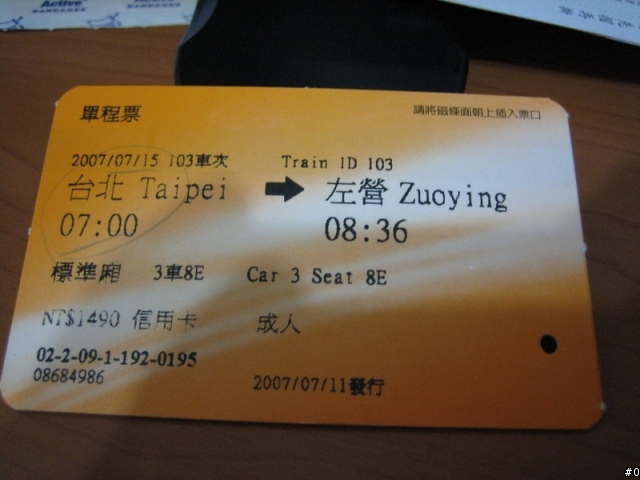 Active
BANDAGES
單程票
請將磁條面朝上插入票口
2007/07/15 103車次 Train ID 103
台北 Taipei → 左營 Zuoying
07:00 08:36
標準廂 3車8E Car 3 Seat 8E
NT$1490 信用卡 成人
02-2-09-1-192-0195
08684986
2007/07/11發行
#0